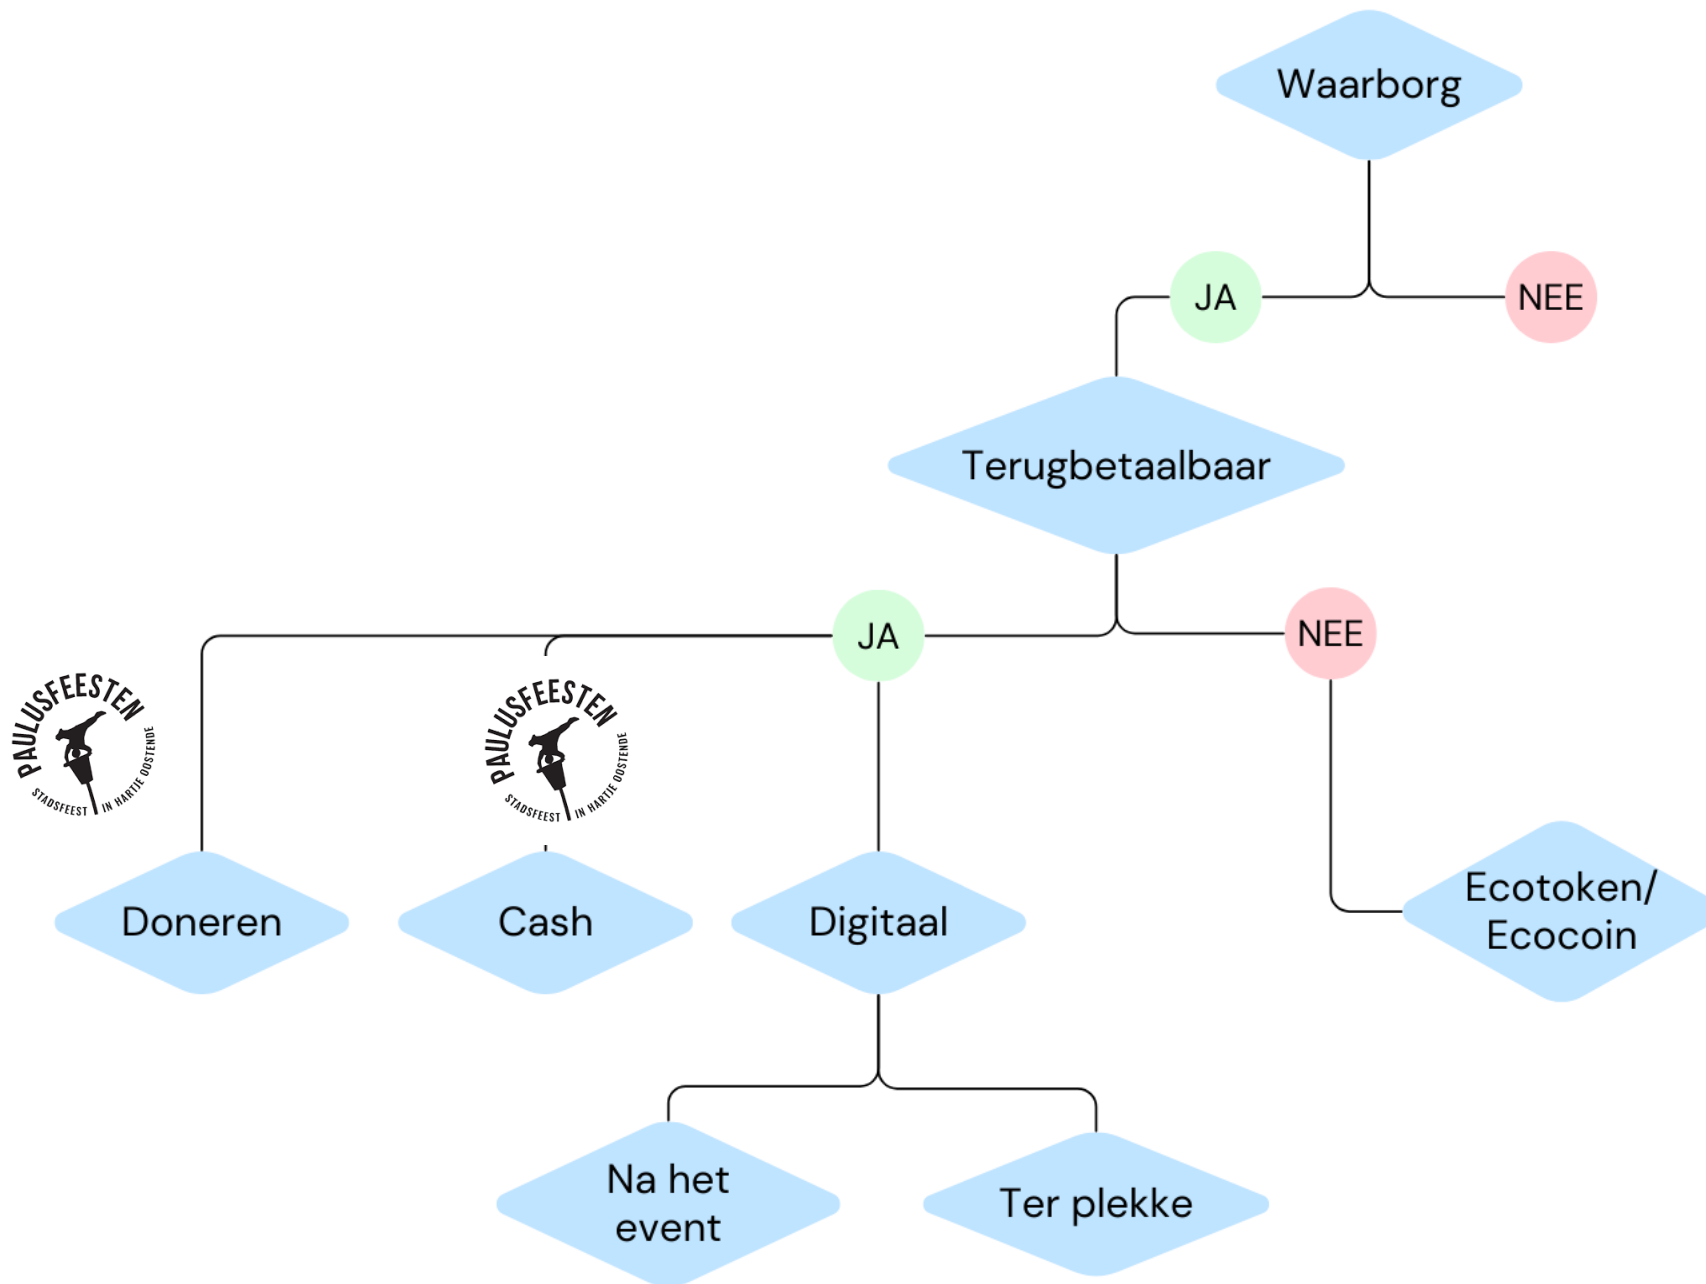 Waarborg
JA
NEE
Terugbetaalbaar
JA
NEE
PAULUSFEESTEN
STADSFEEST IN HARTJE OOSTENDE
PAULUSFEESTEN
STADSFEEST IN HARTJE OOSTENDE
Doneren
Cash
Digitaal
Ecotoken/
Ecocoin
Na het
event
Ter plekke